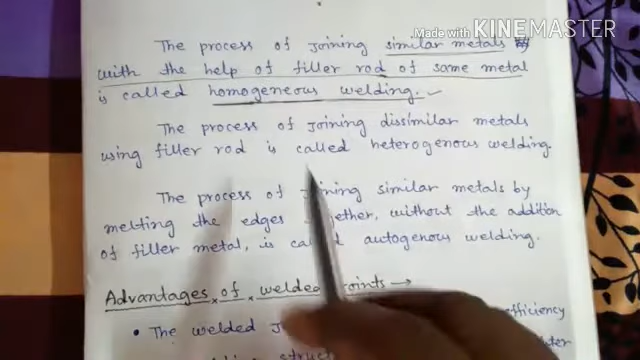 Made with KINEMASTER
The process of joining similar metals
with the help of filler rod of same metal
is called homogeneous welding.
The process of joining dissimilar metals
using filler rod is called heterogenous welding.
The process of joining similar metals by
melting the edges together, without the addition
of filler metal, is called autogenous welding.
Advantages of welded joints →
• The welded efficiency